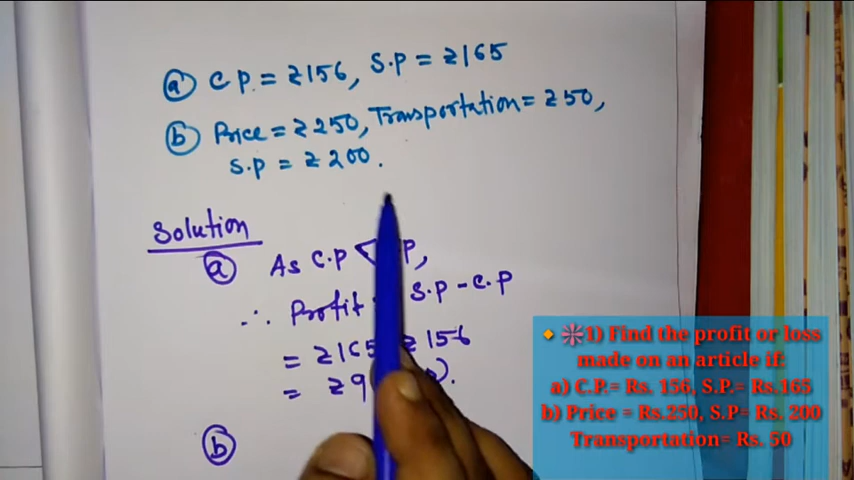 (a) C.P. = ₹156, S.P = ₹165
(b) Price = ₹250, Transportation = ₹50,
S.P = ₹200.
Solution
(a) As C.P < P,
∴ Profit S.P - C.P
= ₹165 ₹156
= ₹9
(b)
🔸❇1) Find the profit or loss
made on an article if:
a) C.P.= Rs. 156, S.P.= Rs.165
b) Price = Rs.250, S.P= Rs. 200
Transportation= Rs. 50